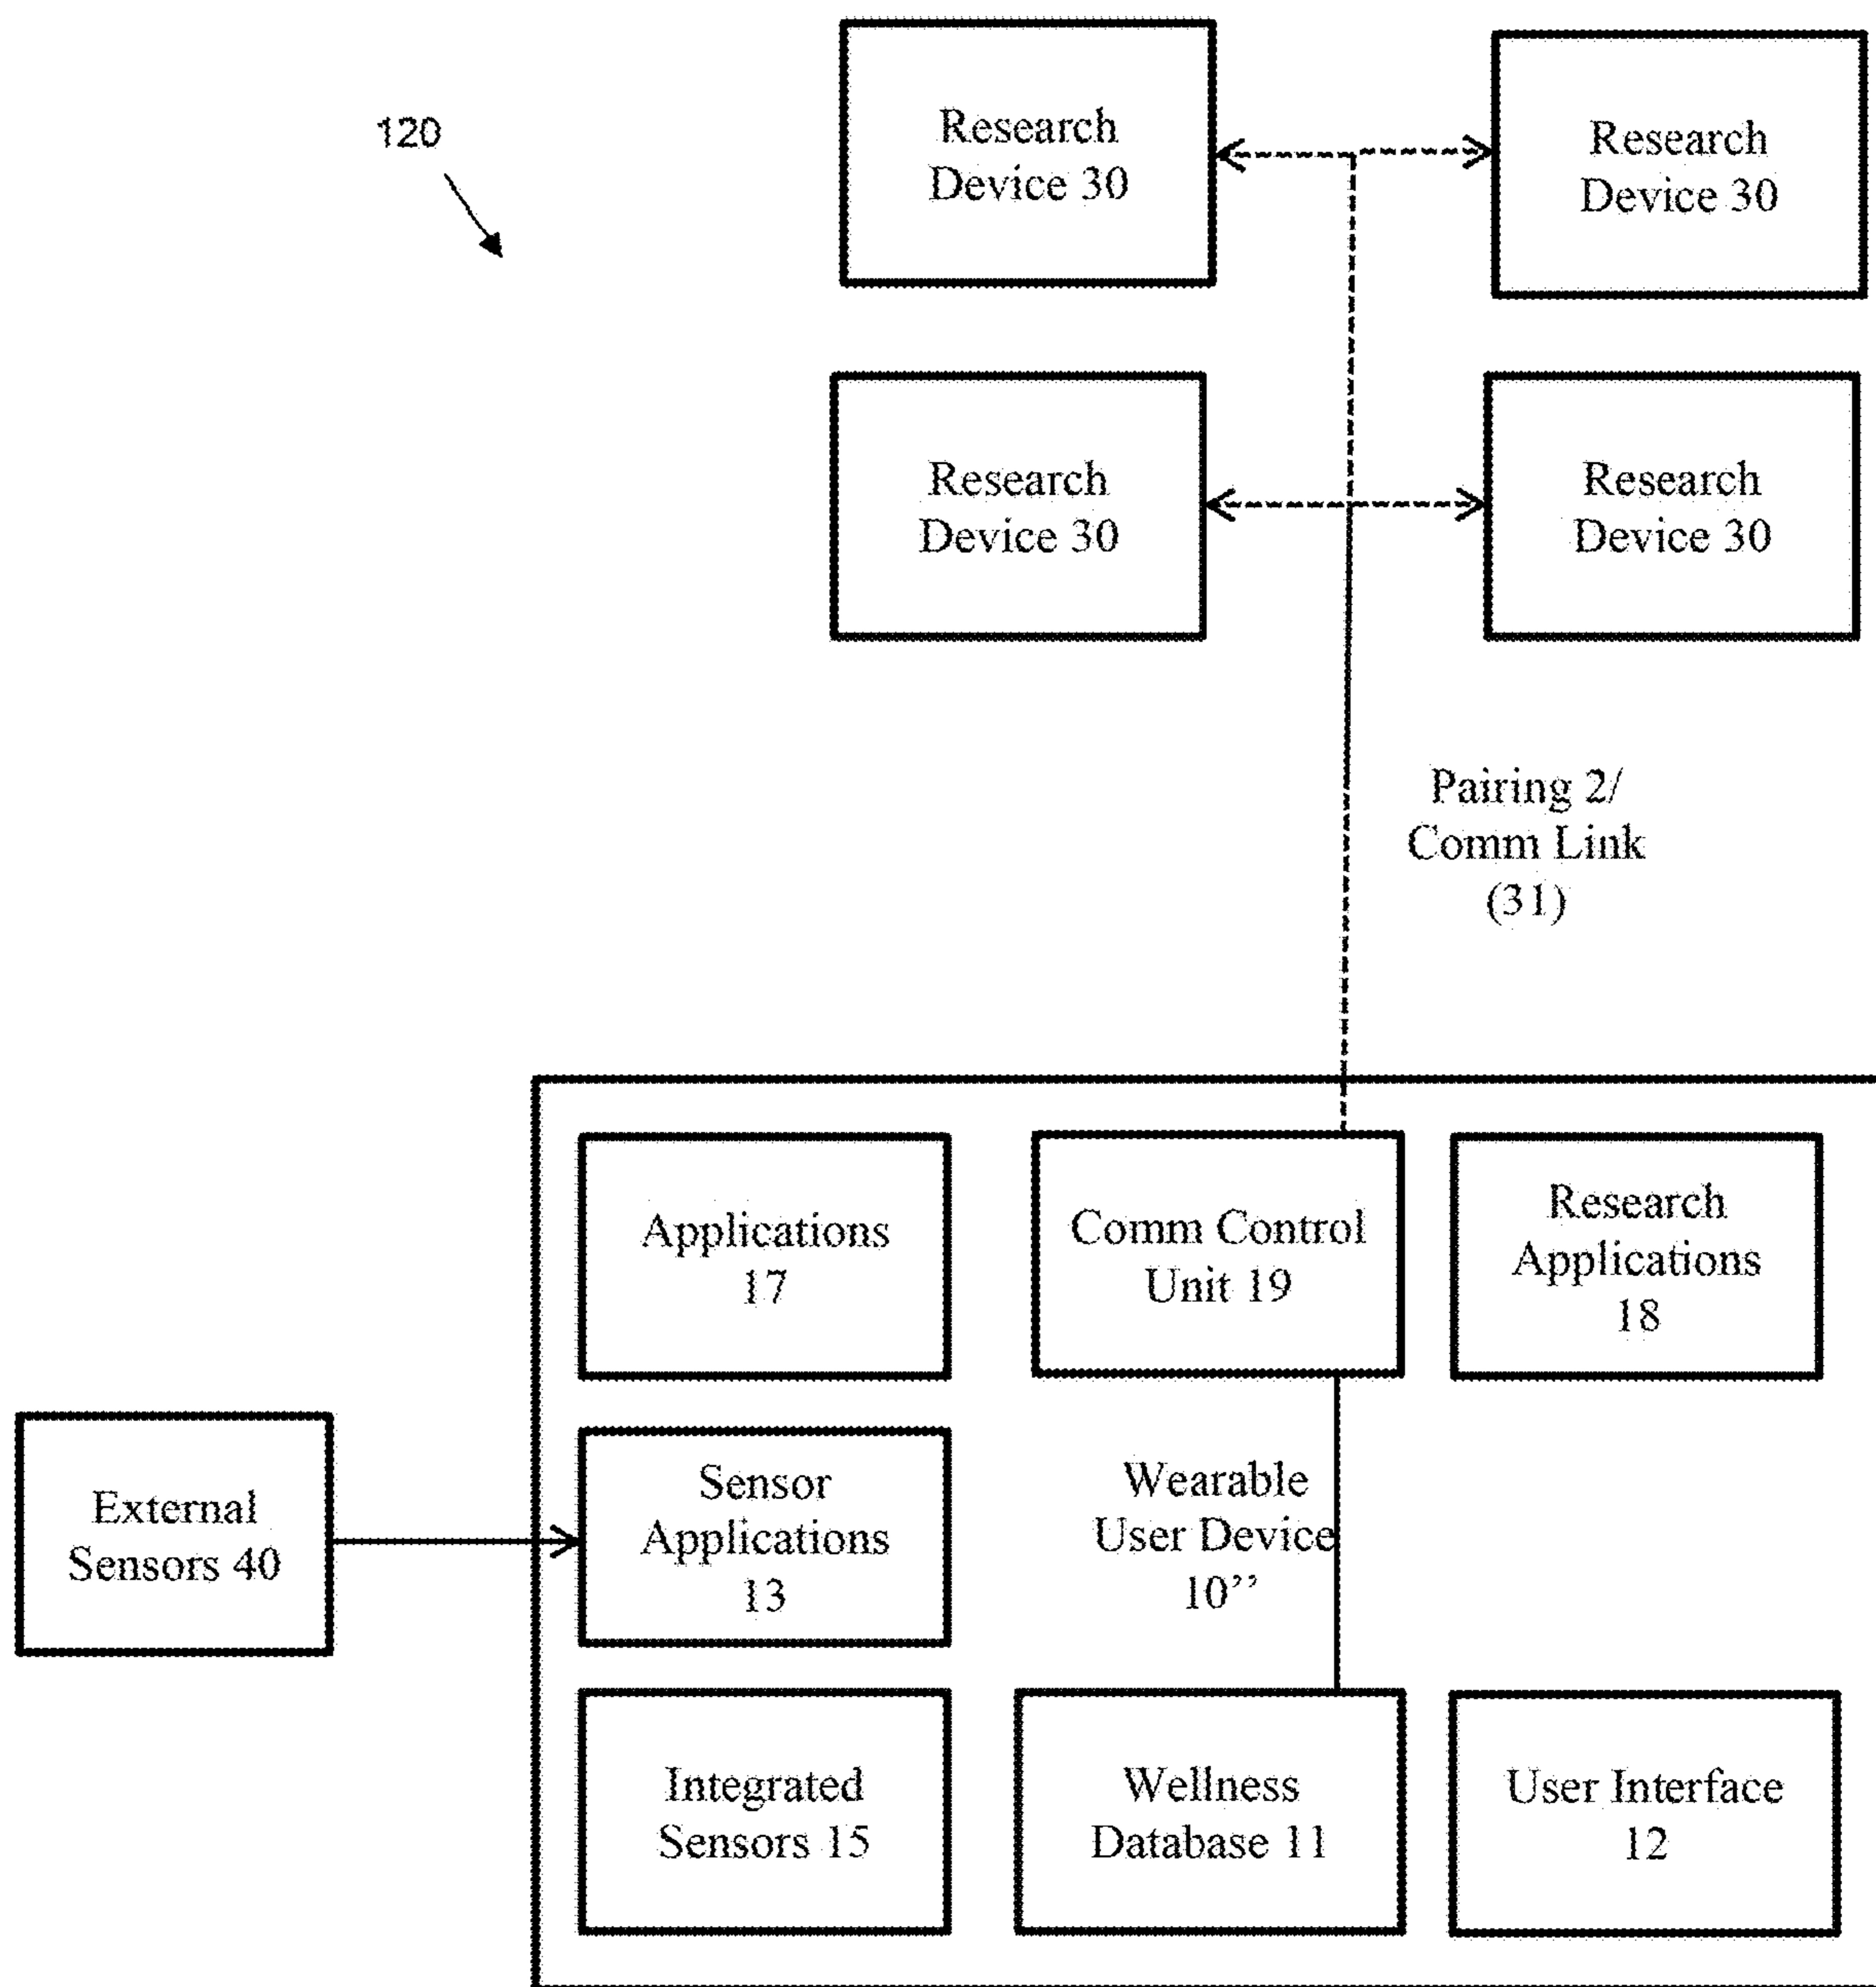 120
Research
Device 30
Research
Device 30
Research
Device 30
Research
Device 30
Pairing 2/
Comm Link
(31)
Applications
17
Comm Control
Unit 19
Research
Applications
18
External
Sensors 40
Sensor
Applications
13
Wearable
User Device
10’’
Integrated
Sensors 15
Wellness
Database 11
User Interface
12